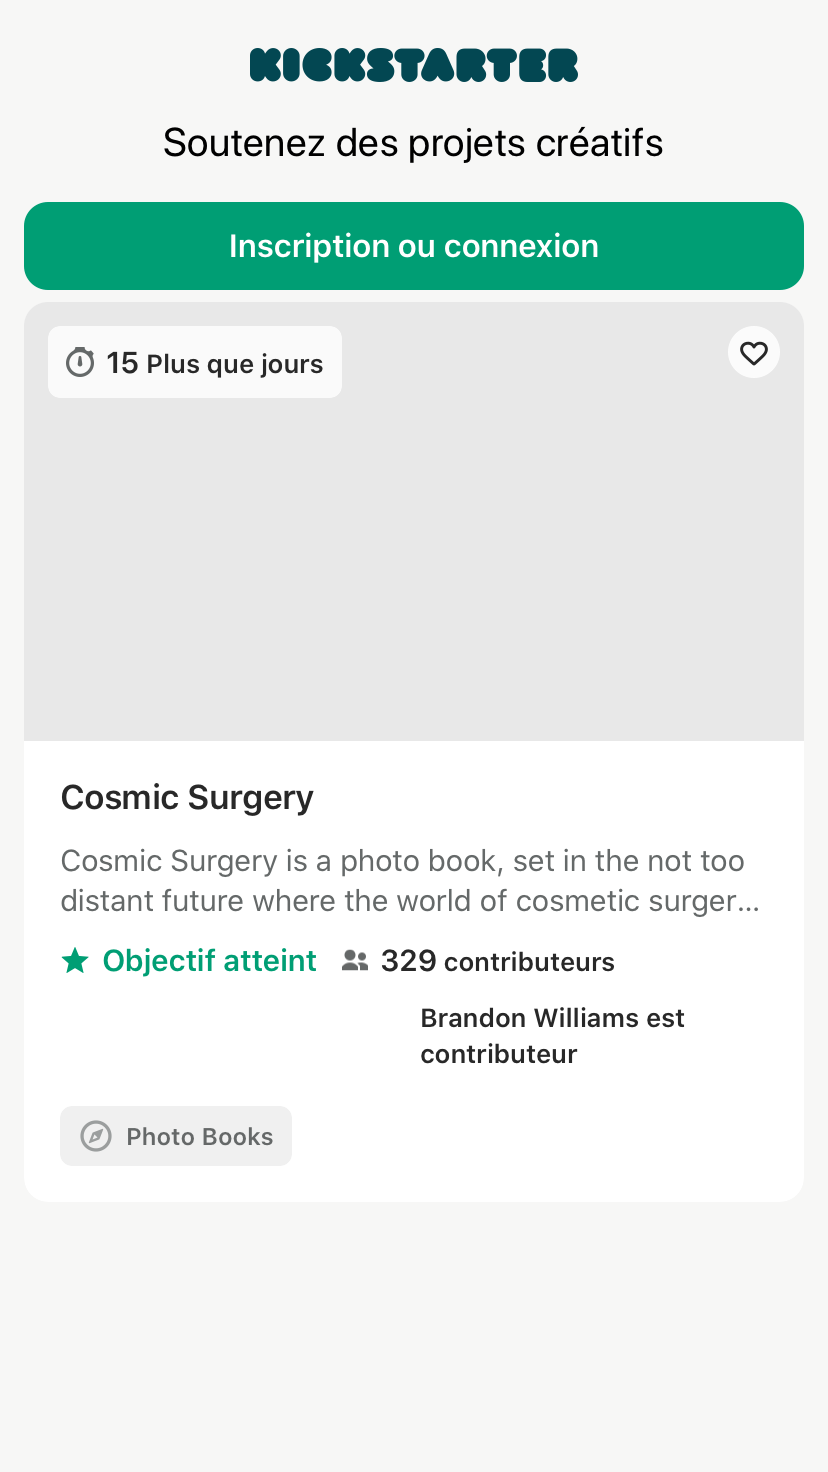 KICKSTARTER
Soutenez des projets créatifs
Inscription ou connexion
15 Plus que jours
Cosmic Surgery
Cosmic Surgery is a photo book, set in the not too
distant future where the world of cosmetic surger...
Objectif atteint
329 contributeurs
Brandon Williams est
contributeur
Photo Books